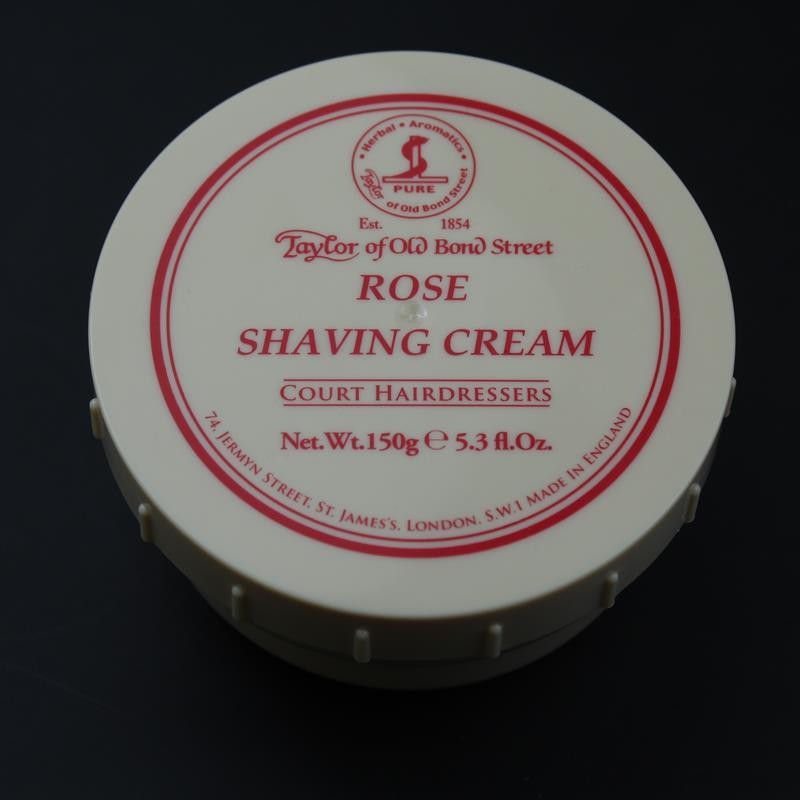 Herbal • Aromatics
PURE
Taylor of Old Bond Street
Est. 1854
Taylor of Old Bond Street
ROSE
SHAVING CREAM
COURT HAIRDRESSERS
Net.Wt.150g ℮ 5.3 fl.Oz.
74, JERMYN STREET, ST. JAMES'S, LONDON, S.W.1 MADE IN ENGLAND